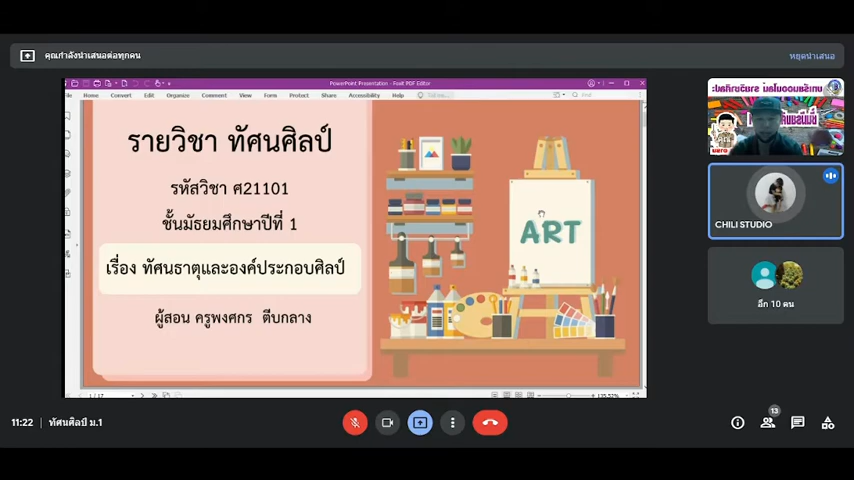 คุณกำลังนำเสนอต่อทุกคน
หยุดนำเสนอ
PowerPoint Presentation - Foxit PDF Editor
Home Convert Edit Organize Comment View Form Protect Share Accessibility Help
Find
รายวิชา ทัศนศิลป์
รหัสวิชา ศ21101
ชั้นมัธยมศึกษาปีที่ 1
เรื่อง ทัศนธาตุและองค์ประกอบศิลป์
ผู้สอน ครูพงศกร ตีบกลาง
ART
CHILI STUDIO
อีก 10 คน
1 / 17
135.52%
11:22 | ทัศนศิลป์ ม.1
13